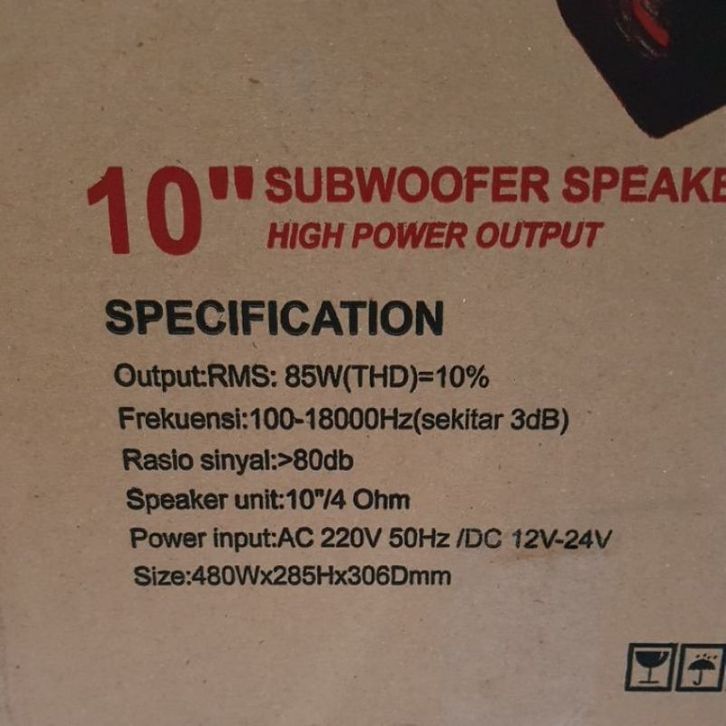 10" SUBWOOFER SPEAKE
HIGH POWER OUTPUT
SPECIFICATION
Output:RMS: 85W(THD)=10%
Frekuensi:100-18000Hz(sekitar 3dB)
Rasio sinyal:>80db
Speaker unit:10"/4 Ohm
Power input:AC 220V 50Hz /DC 12V-24V
Size:480Wx285Hx306Dmm